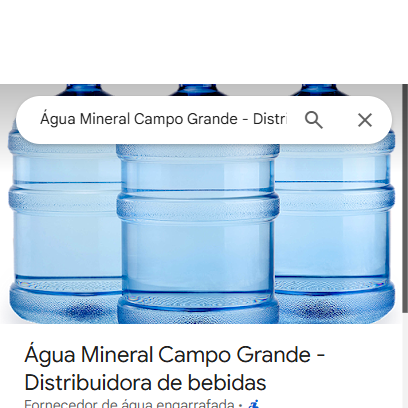 Água Mineral Campo Grande - Distri
Água Mineral Campo Grande -
Distribuidora de bebidas
Fornecedor de água engarrafada ·